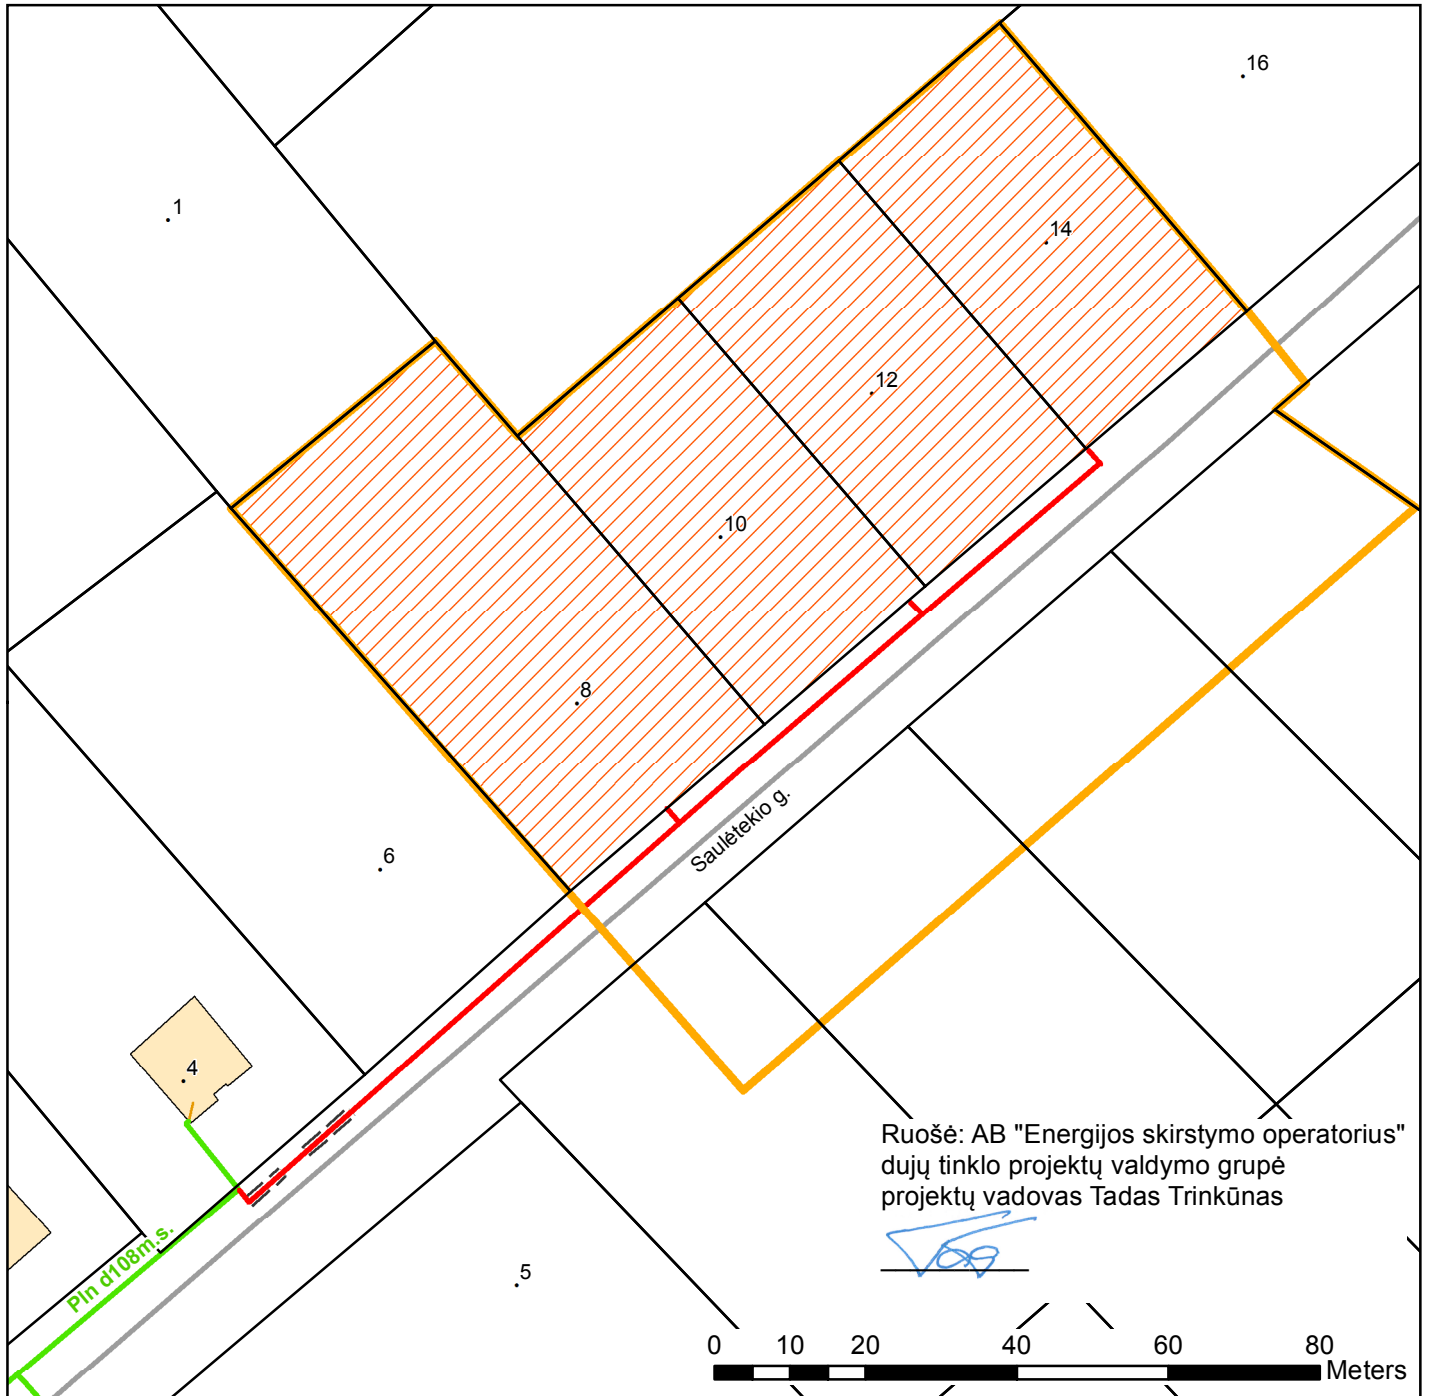 16
1
14
12
10
8
Saulėtekio g.
6
4
Pln d108m.s.
5
Ruošė: AB "Energijos skirstymo operatorius"
dujų tinklo projektų valdymo grupė
projektų vadovas Tadas Trinkūnas
0 10 20 40 60 80
Meters